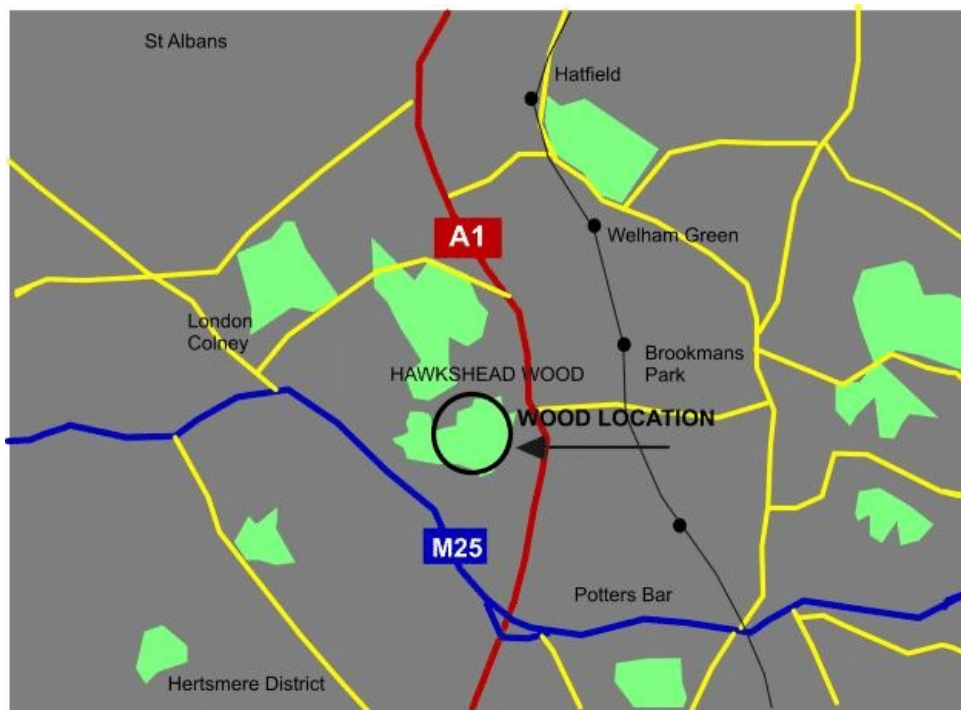 St Albans
Hatfield
A1
Welham Green
London
Colney
Brookmans
Park
HAWKSHEAD WOOD
WOOD LOCATION
M25
Potters Bar
Hertsmere District